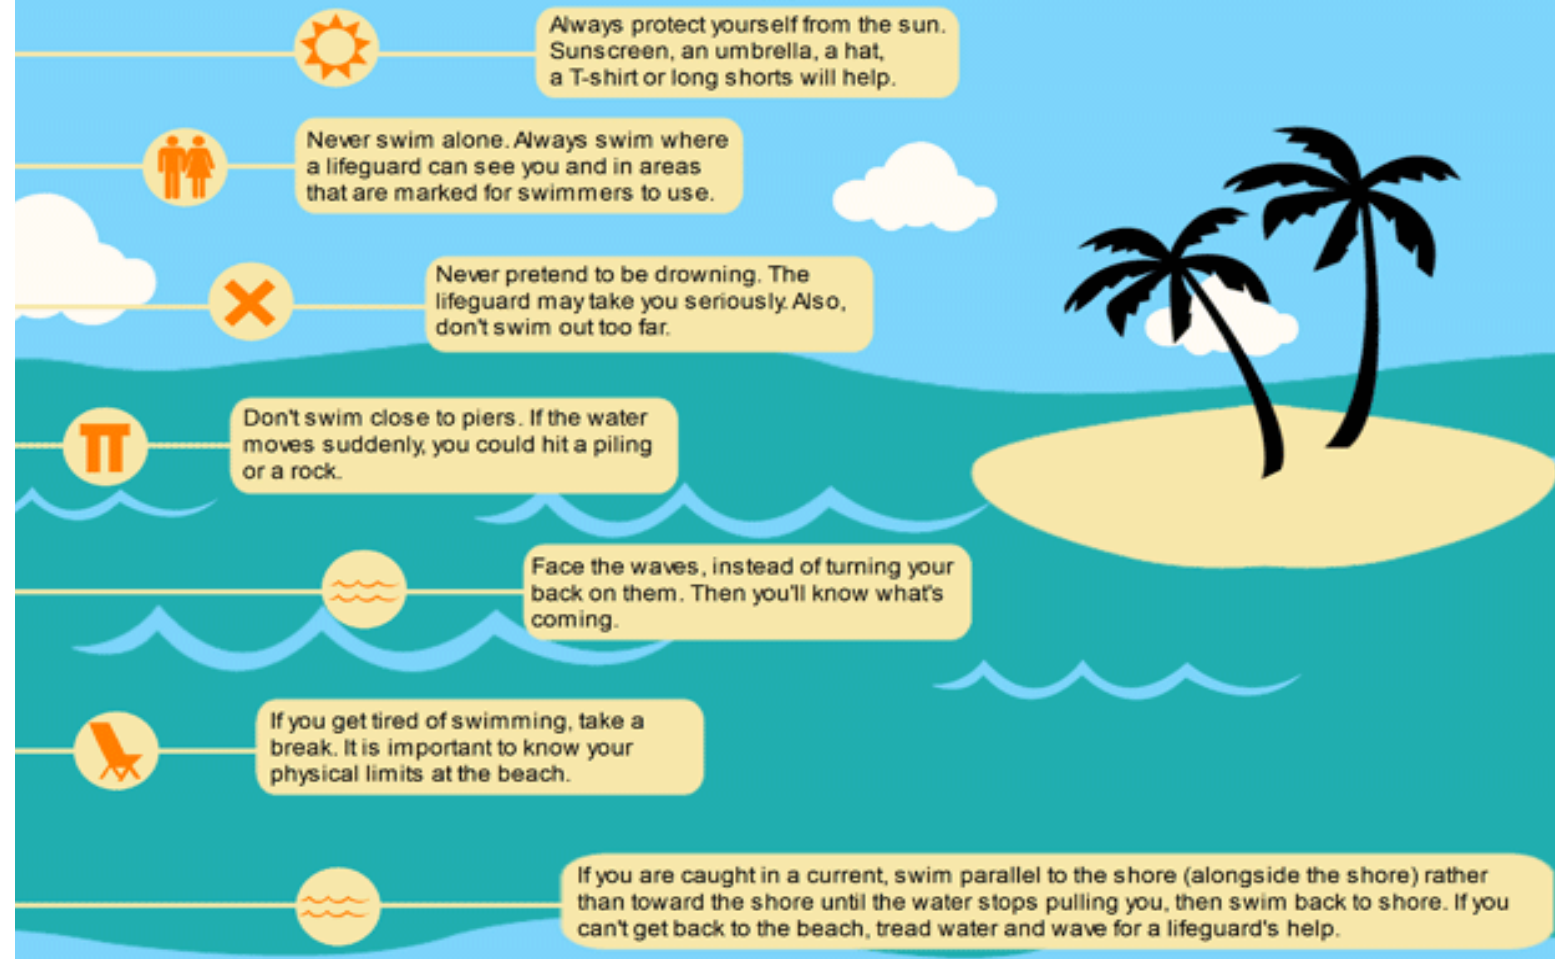 Always protect yourself from the sun.
Sunscreen, an umbrella, a hat,
a T-shirt or long shorts will help.
Never swim alone. Always swim where
a lifeguard can see you and in areas
that are marked for swimmers to use.
Never pretend to be drowning. The
lifeguard may take you seriously. Also,
don't swim out too far.
Don't swim close to piers. If the water
moves suddenly, you could hit a piling
or a rock.
Face the waves, instead of turning your
back on them. Then you'll know what's
coming.
If you get tired of swimming, take a
break. It is important to know your
physical limits at the beach.
If you are caught in a current, swim parallel to the shore (alongside the shore) rather
than toward the shore until the water stops pulling you, then swim back to shore. If you
can't get back to the beach, tread water and wave for a lifeguard's help.